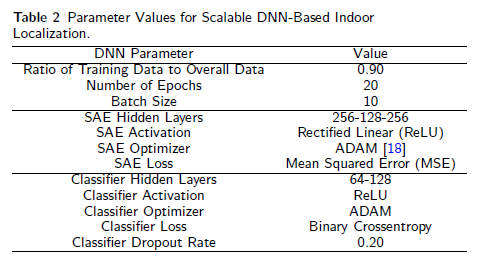 Table 2 Parameter Values for Scalable DNN-Based Indoor
Localization.
DNN Parameter Value
Ratio of Training Data to Overall Data 0.90
Number of Epochs 20
Batch Size 10
SAE Hidden Layers 256-128-256
SAE Activation Rectified Linear (ReLU)
SAE Optimizer ADAM [18]
SAE Loss Mean Squared Error (MSE)
Classifier Hidden Layers 64-128
Classifier Activation ReLU
Classifier Optimizer ADAM
Classifier Loss Binary Crossentropy
Classifier Dropout Rate 0.20